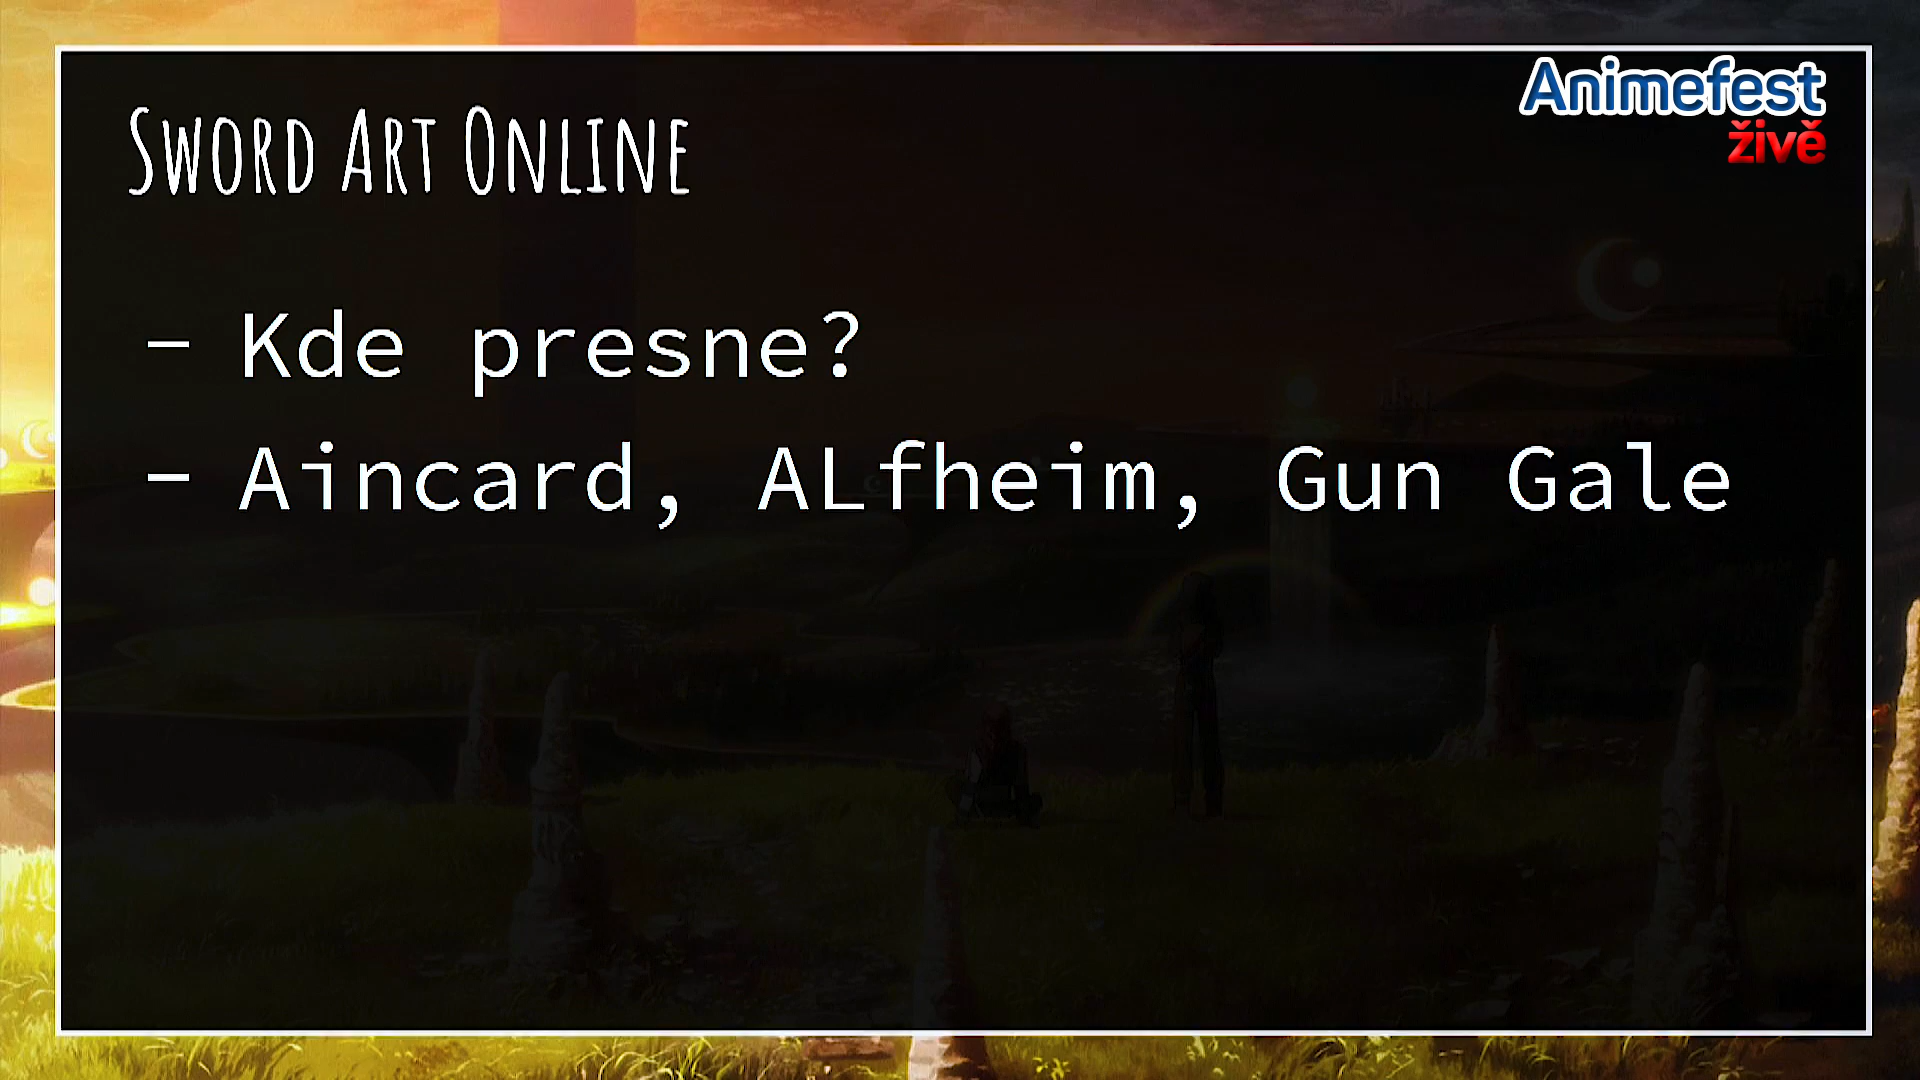 Animefest
živě
Sword Art Online
- Kde presne?
- Aincard, ALfheim, Gun Gale